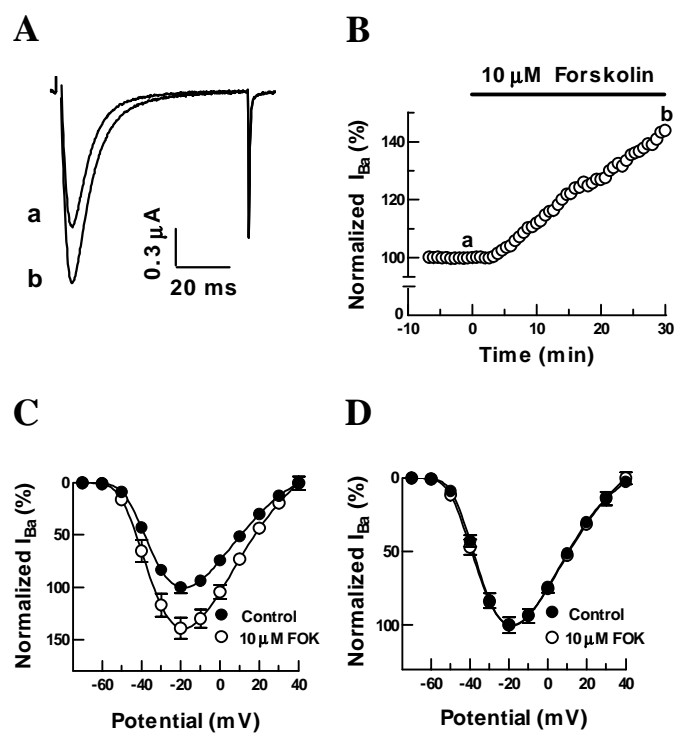 A
a
b
0.3 μA
20 ms
B
10 μM Forskolin
Normalized I_Ba (%)
140
120
100
0
a
b
-10 0 10 20 30
Time (min)
C
Normalized I_Ba (%)
0
50
100
150
Control
10 μM FOK
-60 -40 -20 0 20 40
Potential (mV)
D
Normalized I_Ba (%)
0
50
100
Control
10 μM FOK
-60 -40 -20 0 20 40
Potential (mV)